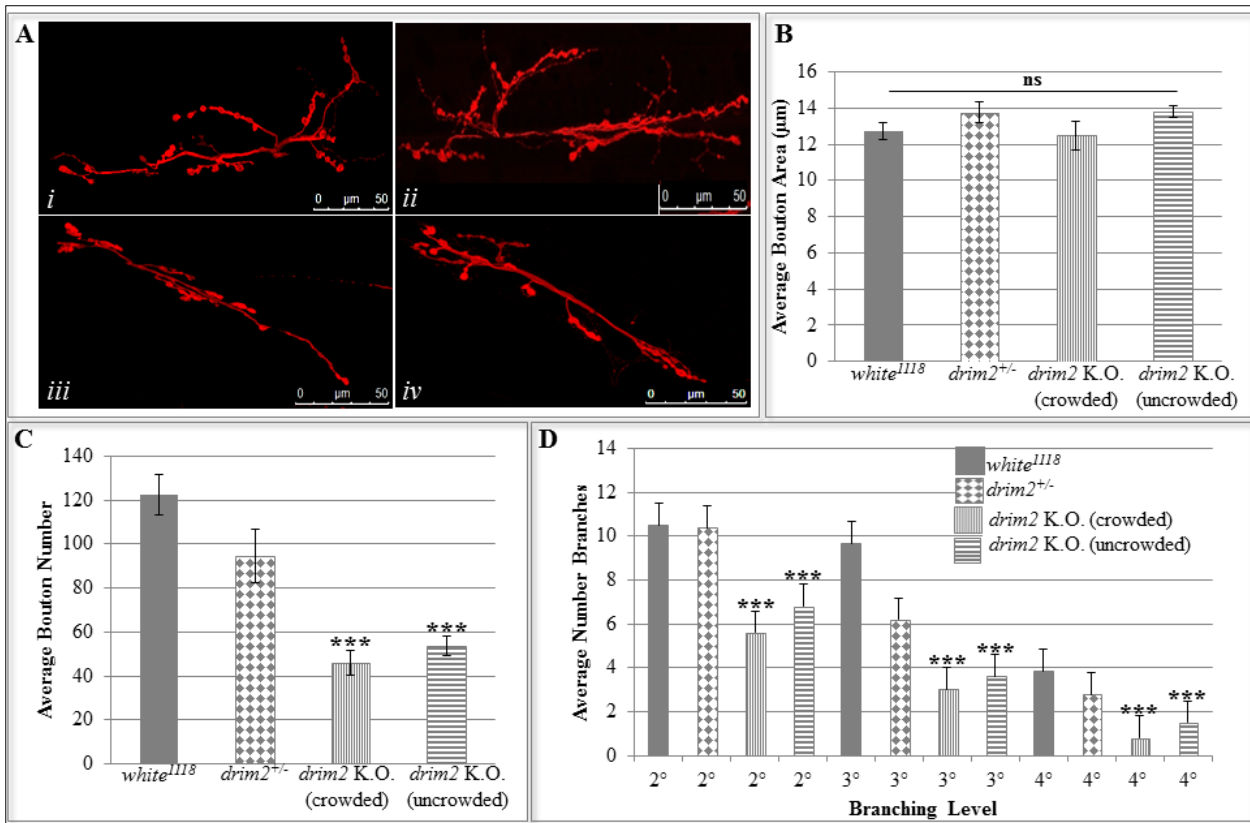 A
i
0 μm 50
ii
0 μm 50
iii
0 μm 50
iv
0 μm 50
B
Average Bouton Area (μm)
16
14
12
10
8
6
4
2
0
ns
white1118
drim2+/-
drim2 K.O.
(crowded)
drim2 K.O.
(uncrowded)
C
Average Bouton Number
140
120
100
80
60
40
20
0
***
***
white1118
drim2+/-
drim2 K.O.
(crowded)
drim2 K.O.
(uncrowded)
D
Average Number Branches
14
12
10
8
6
4
2
0
white1118
drim2+/-
drim2 K.O. (crowded)
drim2 K.O. (uncrowded)
***
***
***
***
***
***
2° 2° 2° 2° 3° 3° 3° 3° 4° 4° 4° 4°
Branching Level